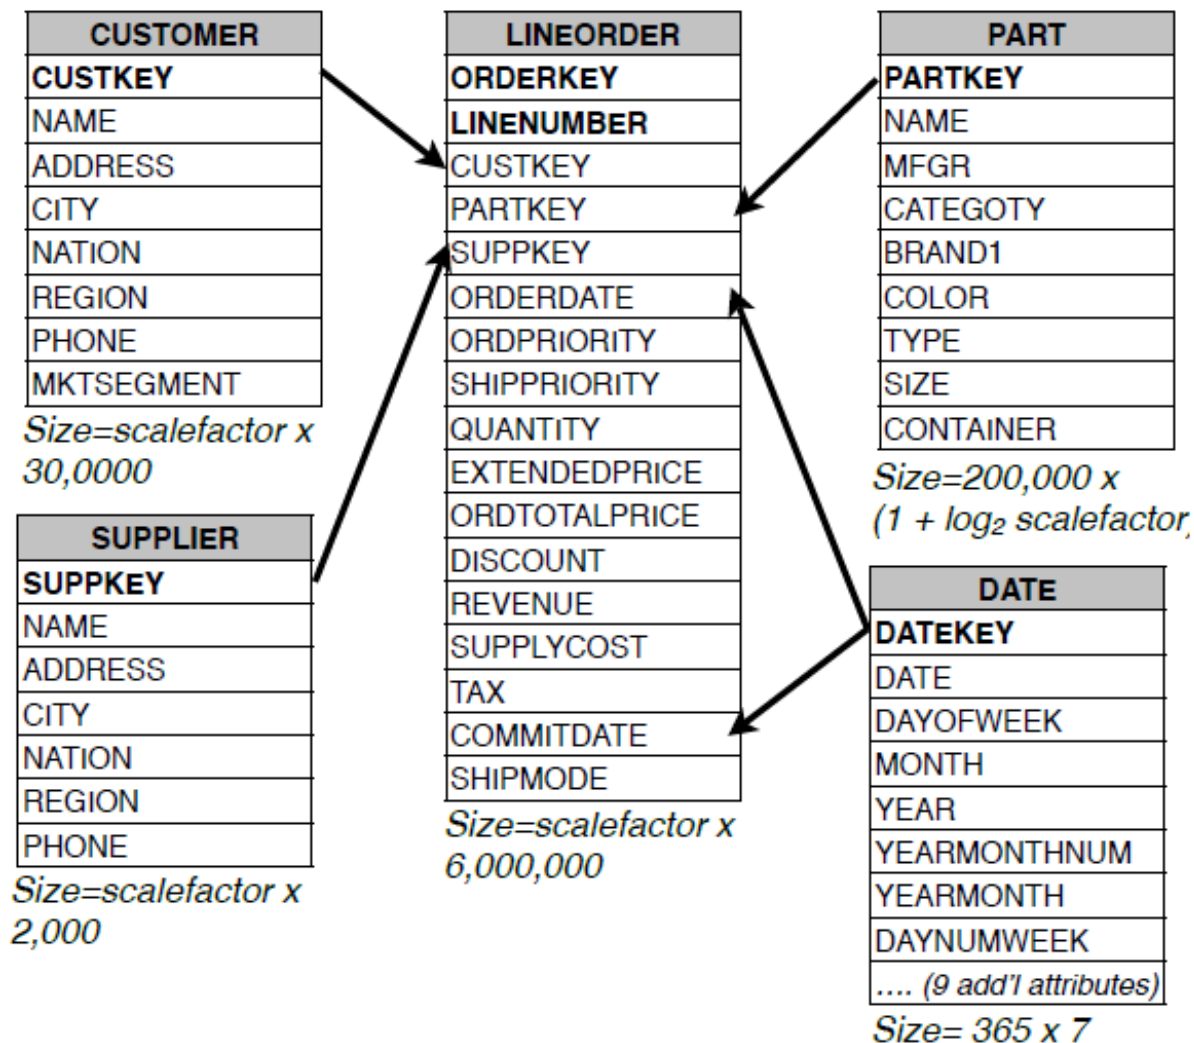 CUSTOMER
CUSTKEY
NAME
ADDRESS
CITY
NATION
REGION
PHONE
MKTSEGMENT
Size=scalefactor x
30,0000
SUPPLIER
SUPPKEY
NAME
ADDRESS
CITY
NATION
REGION
PHONE
Size=scalefactor x
2,000
LINEORDER
ORDERKEY
LINENUMBER
CUSTKEY
PARTKEY
SUPPKEY
ORDERDATE
ORDPRIORITY
SHIPPRIORITY
QUANTITY
EXTENDEDPRICE
ORDTOTALPRICE
DISCOUNT
REVENUE
SUPPLYCOST
TAX
COMMITDATE
SHIPMODE
Size=scalefactor x
6,000,000
PART
PARTKEY
NAME
MFGR
CATEGOTY
BRAND1
COLOR
TYPE
SIZE
CONTAINER
Size=200,000 x
(1 + log₂ scalefactor)
DATE
DATEKEY
DATE
DAYOFWEEK
MONTH
YEAR
YEARMONTHNUM
YEARMONTH
DAYNUMWEEK
.... (9 add'l attributes)
Size= 365 x 7